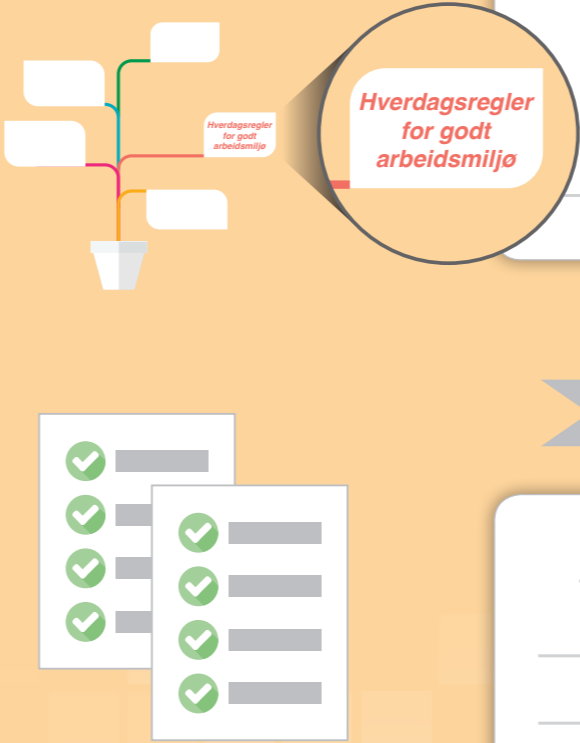 Hverdagsregler
for godt
arbeidsmiljø
Hverdagsregler
for godt
arbeidsmiljø